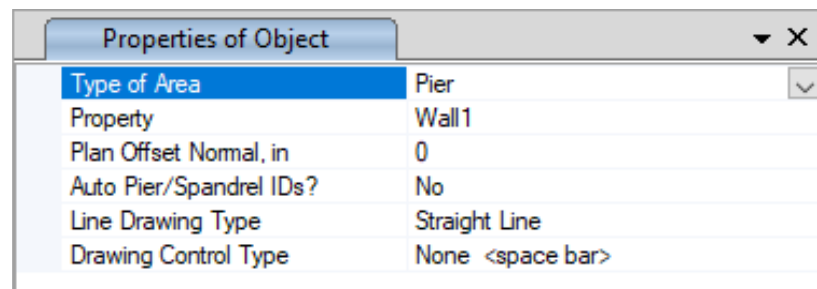 Properties of Object
Type of Area Pier
Property Wall1
Plan Offset Normal, in 0
Auto Pier/Spandrel IDs? No
Line Drawing Type Straight Line
Drawing Control Type None <space bar>